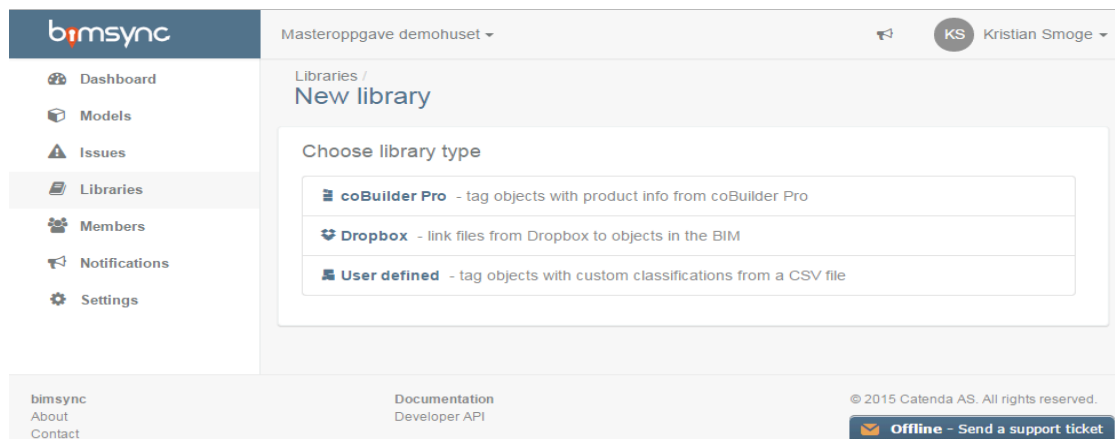 bimsync
Masteroppgave demohuset
KS
Kristian Smoge
Dashboard
Models
Issues
Libraries
Members
Notifications
Settings
Libraries /
New library
Choose library type
coBuilder Pro - tag objects with product info from coBuilder Pro
Dropbox - link files from Dropbox to objects in the BIM
User defined - tag objects with custom classifications from a CSV file
bimsync
About
Contact
Documentation
Developer API
© 2015 Catenda AS. All rights reserved.
Offline - Send a support ticket